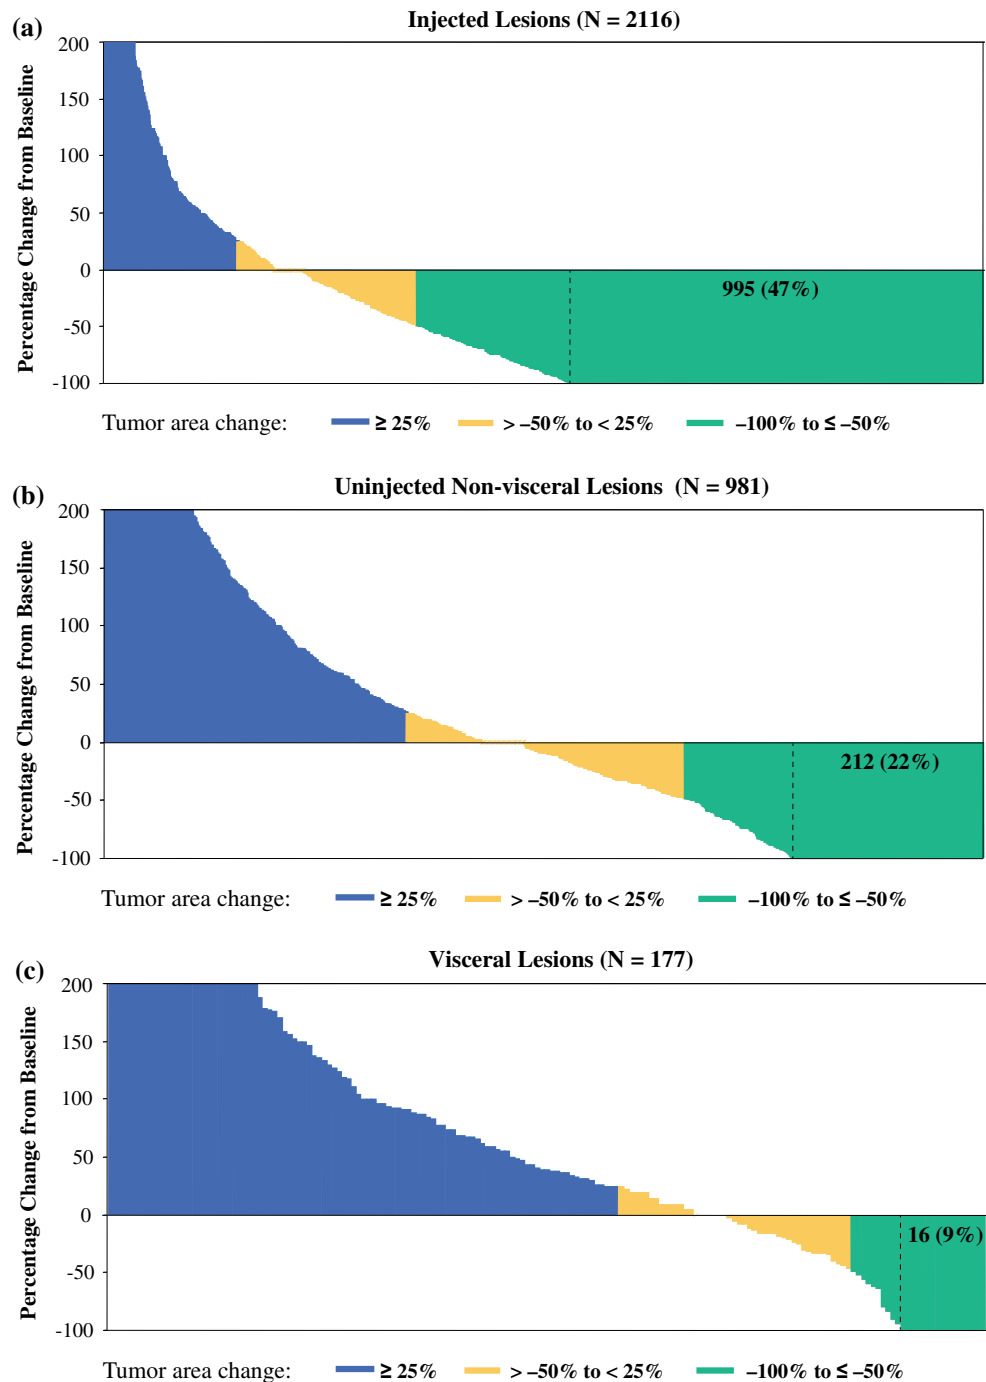 (a)
Injected Lesions (N = 2116)
Percentage Change from Baseline
200
150
100
50
0
-50
-100
995 (47%)
Tumor area change: ≥ 25% > –50% to < 25% –100% to ≤ –50%
(b)
Uninjected Non-visceral Lesions (N = 981)
Percentage Change from Baseline
200
150
100
50
0
-50
-100
212 (22%)
Tumor area change: ≥ 25% > –50% to < 25% –100% to ≤ –50%
(c)
Visceral Lesions (N = 177)
Percentage Change from Baseline
200
150
100
50
0
-50
-100
16 (9%)
Tumor area change: ≥ 25% > –50% to < 25% –100% to ≤ –50%